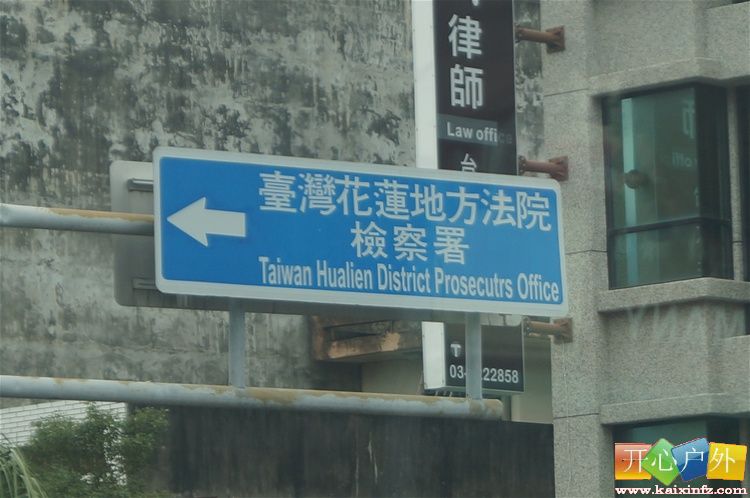 律師
Law office
台
臺灣花蓮地方法院
檢察署
Taiwan Hualien District Prosecutrs Office
T
22858
开心户外
www.kaixinfz.com